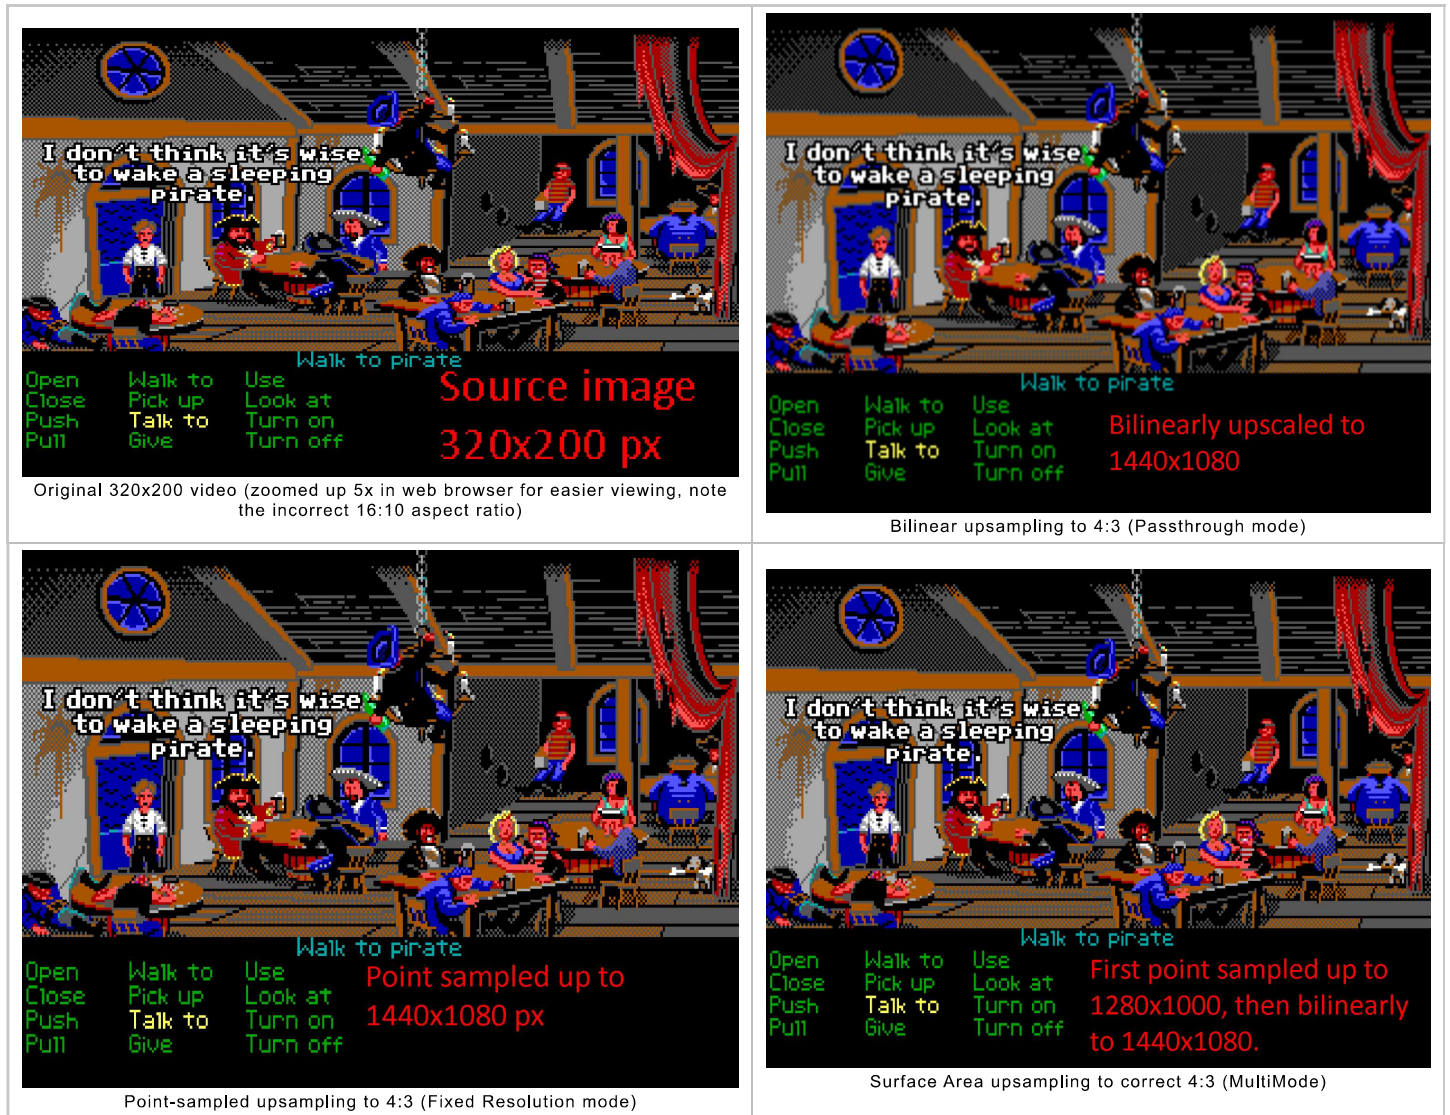 I don't think it's wise
to wake a sleeping
pirate.
Walk to pirate
Open Walk to Use
Close Pick up Look at
Push Talk to Turn on
Pull Give Turn off
Source image
320x200 px
Original 320x200 video (zoomed up 5x in web browser for easier viewing, note
the incorrect 16:10 aspect ratio)
I don't think it's wise
to wake a sleeping
pirate.
Walk to pirate
Open Walk to Use
Close Pick up Look at
Push Talk to Turn on
Pull Give Turn off
Bilinearly upscaled to
1440x1080
Bilinear upsampling to 4:3 (Passthrough mode)
I don't think it's wise
to wake a sleeping
pirate.
Walk to pirate
Open Walk to Use
Close Pick up Look at
Push Talk to Turn on
Pull Give Turn off
Point sampled up to
1440x1080 px
Point-sampled upsampling to 4:3 (Fixed Resolution mode)
I don't think it's wise
to wake a sleeping
pirate.
Walk to pirate
Open Walk to Use
Close Pick up Look at
Push Talk to Turn on
Pull Give Turn off
First point sampled up to
1280x1000, then bilinearly
to 1440x1080.
Surface Area upsampling to correct 4:3 (MultiMode)